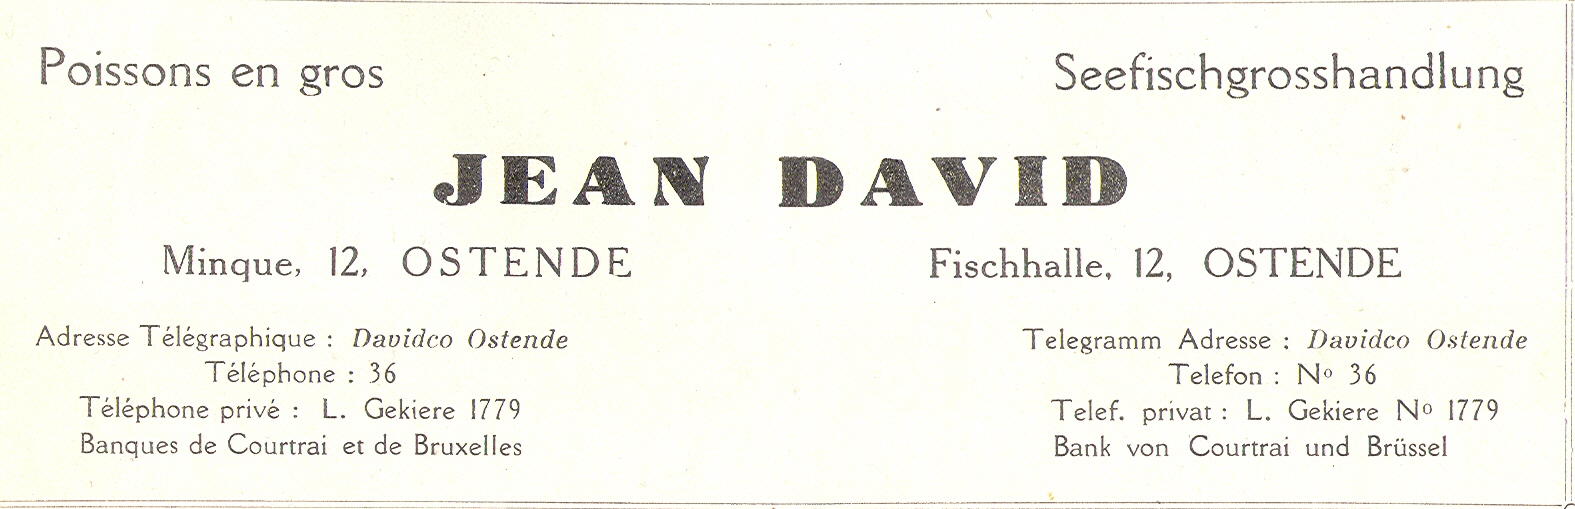 Poissons en gros
Seefischgrosshandlung
JEAN DAVID
Minque, 12, OSTENDE
Fischhalle, 12, OSTENDE
Adresse Télégraphique : Davidco Ostende
Téléphone : 36
Téléphone privé : L. Gekiere 1779
Banques de Courtrai et de Bruxelles
Telegramm Adresse : Davidco Ostende
Telefon : Nº 36
Telef. privat : L. Gekiere Nº 1779
Bank von Courtrai und Brüssel